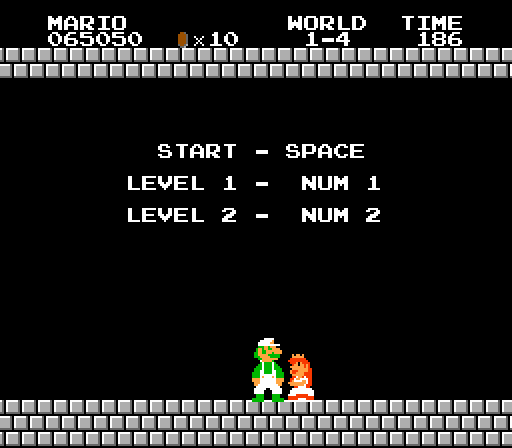 MARIO WORLD TIME
065050 ×10 1-4 186
START - SPACE
LEVEL 1 - NUM 1
LEVEL 2 - NUM 2